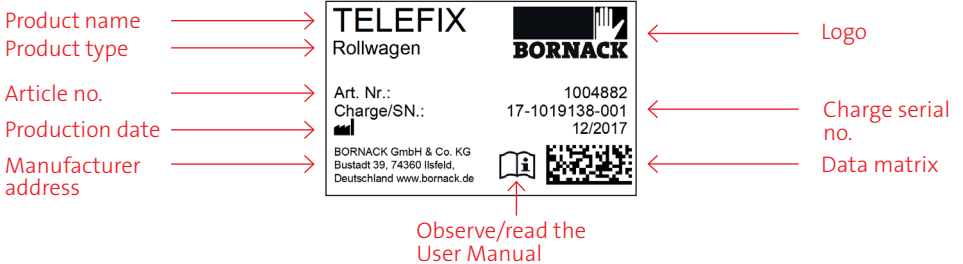 Product name
Product type
Article no.
Production date
Manufacturer
address
TELEFIX
Rollwagen
BORNACK
Art. Nr.: 1004882
Charge/SN.: 17-1019138-001
12/2017
BORNACK GmbH & Co. KG
Bustadt 39, 74360 Ilsfeld,
Deutschland www.bornack.de
i
Logo
Charge serial
no.
Data matrix
Observe/read the
User Manual